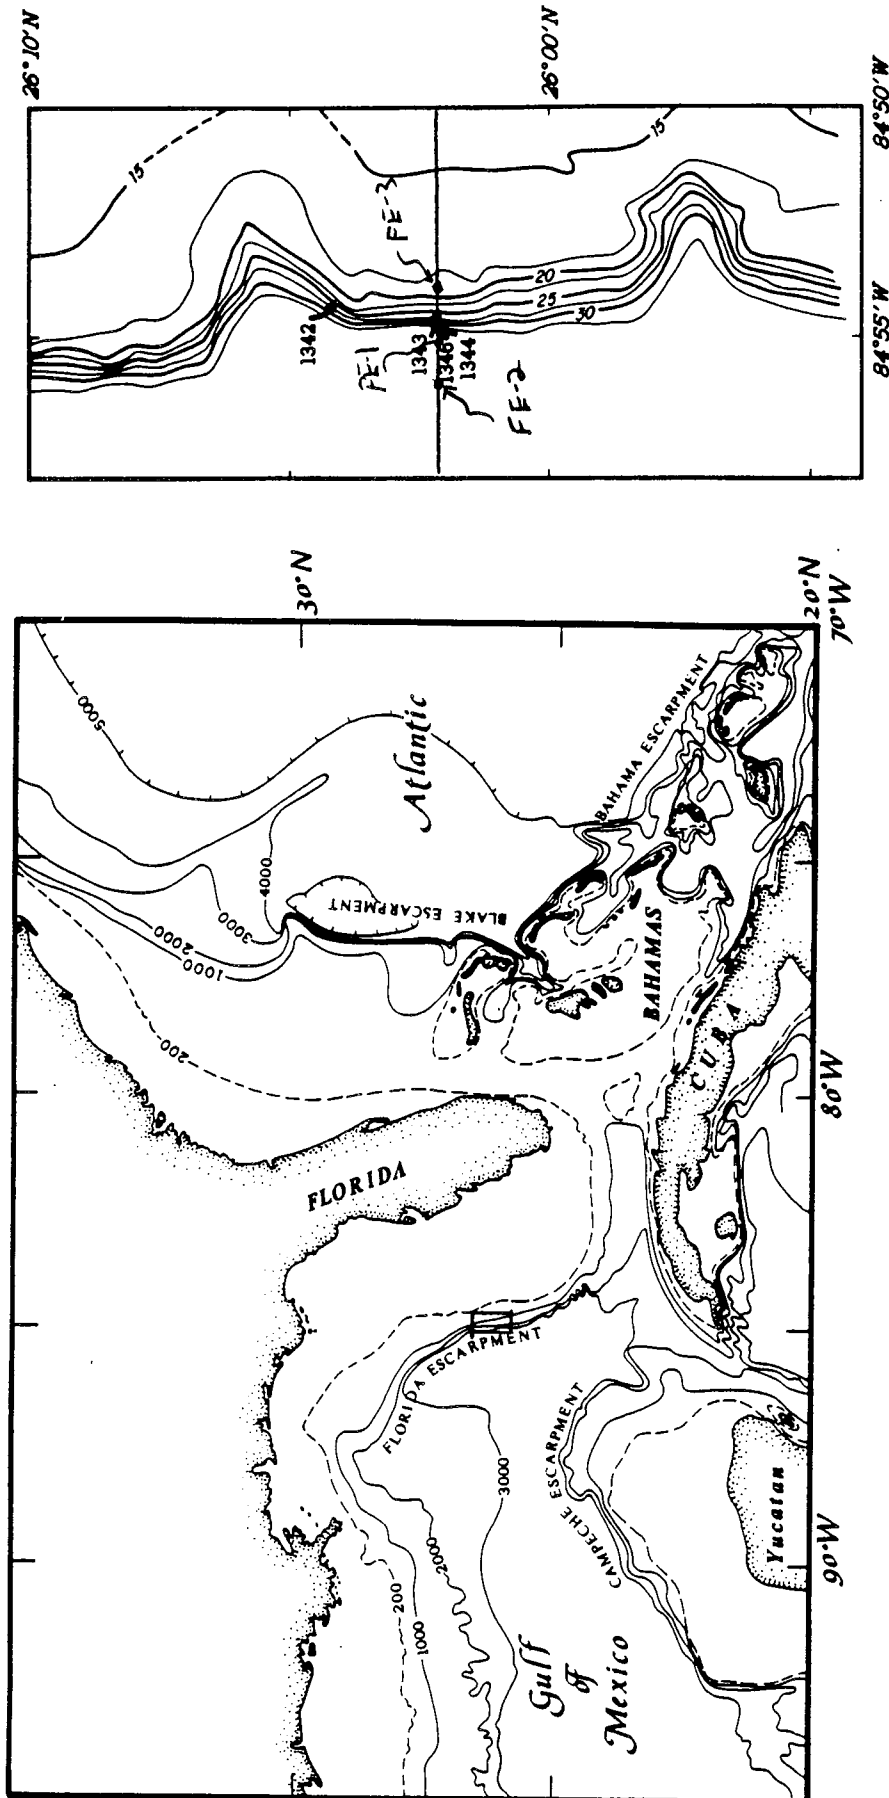 26°10'N
26°00'N
84°50'W
84°55'W
15
15
20
25
30
1342
1343
1346
1344
FE-1
FE-2
FE-3
30°N
20°N
70°W
80°W
90°W
5000
4000
3000
2000
1000
200
Atlantic
BLAKE ESCARPMENT
BAHAMA ESCARPMENT
BAHAMAS
CUBA
FLORIDA
FLORIDA ESCARPMENT
CAMPECHE ESCARPMENT
3000
2000
200
1000
Gulf
of
Mexico
Yucatan